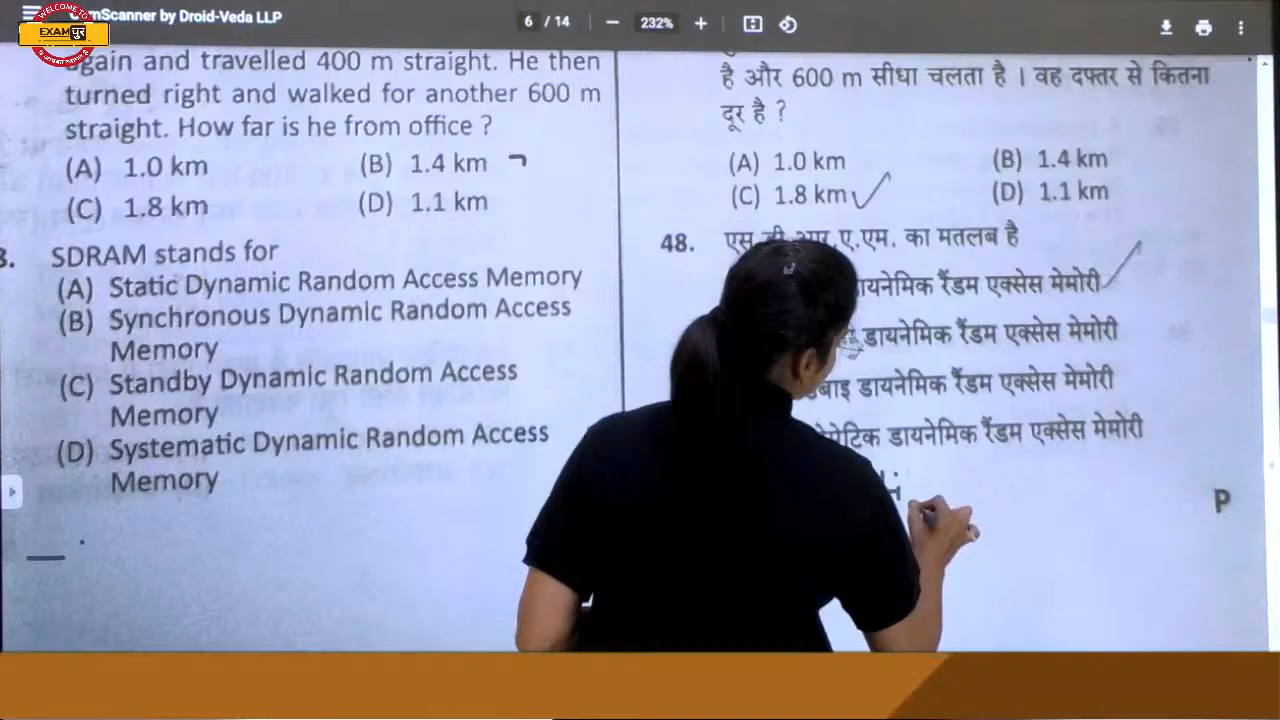 CamScanner by Droid-Veda LLP
6 / 14
232%
WELCOME TO
EXAM पुर
again and travelled 400 m straight. He then
turned right and walked for another 600 m
straight. How far is he from office ?
(A) 1.0 km (B) 1.4 km
(C) 1.8 km (D) 1.1 km
8. SDRAM stands for
(A) Static Dynamic Random Access Memory
(B) Synchronous Dynamic Random Access
Memory
(C) Standby Dynamic Random Access
Memory
(D) Systematic Dynamic Random Access
Memory
है और 600 m सीधा चलता है । वह दफ्तर से कितना
दूर है ?
(A) 1.0 km (B) 1.4 km
(C) 1.8 km (D) 1.1 km
48. एस. ए.एम. का मतलब है
डायनेमिक रैंडम एक्सेस मेमोरी
डायनेमिक रैंडम एक्सेस मेमोरी
डायनेमिक रैंडम एक्सेस मेमोरी
डायनेमिक रैंडम एक्सेस मेमोरी
P